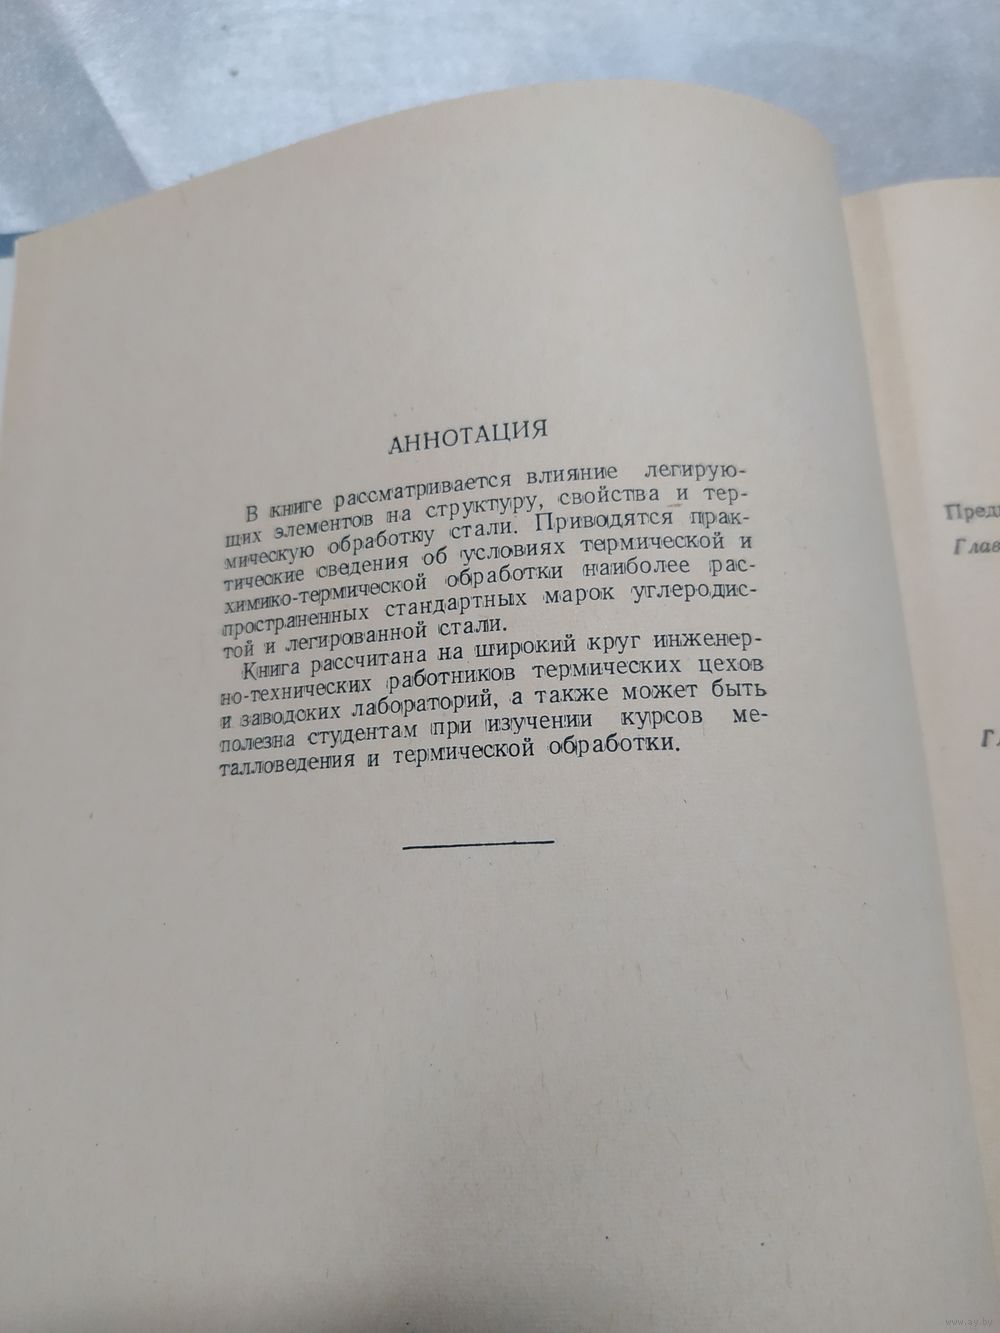 АННОТАЦИЯ
В книге рассматривается влияние легирую-
щих элементов на структуру, свойства и тер-
мическую обработку стали. Приводятся прак-
тические сведения об условиях термической и
химико-термической обработки наиболее рас-
пространенных стандартных марок углеродис-
той и легированной стали.
Книга рассчитана на широкий круг инженер-
но-технических работников термических цехов
и заводских лабораторий, а также может быть
полезна студентам при изучении курсов ме-
талловедения и термической обработки.
www.ay.by